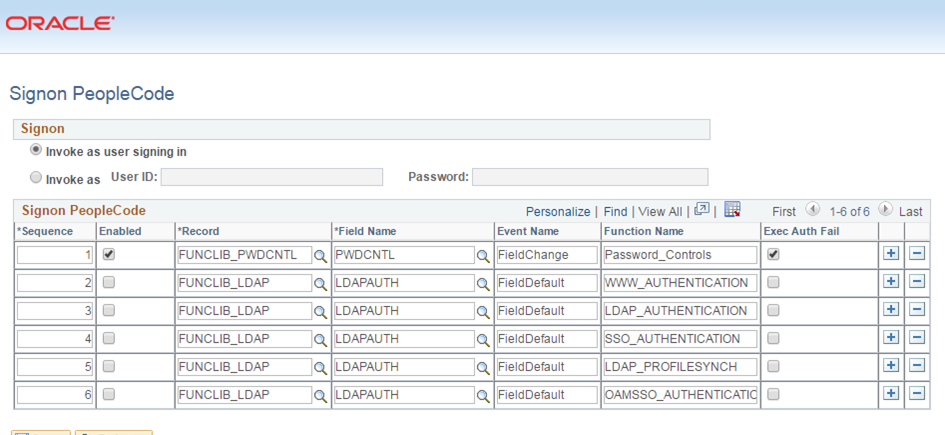 ORACLE
Signon PeopleCode
Signon
Invoke as user signing in
Invoke as User ID: Password:
Signon PeopleCode Personalize | Find | View All | | First 1-6 of 6 Last
*Sequence Enabled *Record *Field Name Event Name Function Name Exec Auth Fail
1 FUNCLIB_PWDCNTL PWDCNTL FieldChange Password_Controls
2 FUNCLIB_LDAP LDAPAUTH FieldDefault WWW_AUTHENTICATION
3 FUNCLIB_LDAP LDAPAUTH FieldDefault LDAP_AUTHENTICATION
4 FUNCLIB_LDAP LDAPAUTH FieldDefault SSO_AUTHENTICATION
5 FUNCLIB_LDAP LDAPAUTH FieldDefault LDAP_PROFILESYNCH
6 FUNCLIB_LDAP LDAPAUTH FieldDefault OAMSSO_AUTHENTICATIO